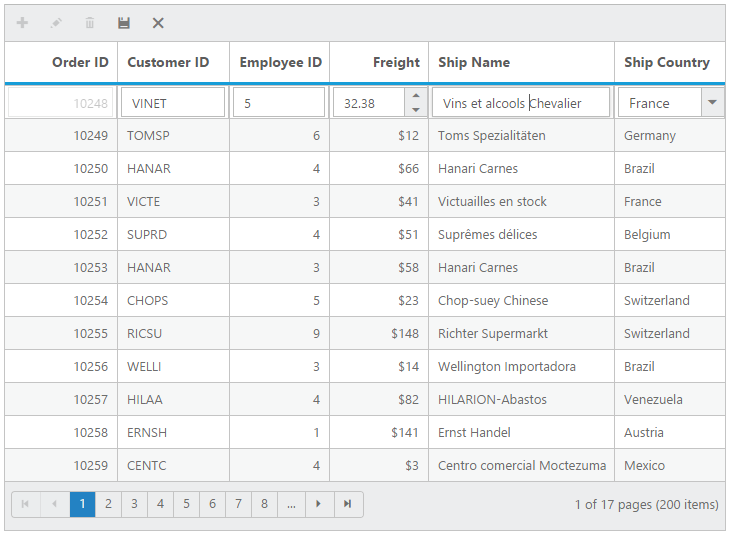 Order ID Customer ID Employee ID Freight Ship Name Ship Country
10248 VINET 5 32.38 Vins et alcools Chevalier France
10249 TOMSP 6 $12 Toms Spezialitäten Germany
10250 HANAR 4 $66 Hanari Carnes Brazil
10251 VICTE 3 $41 Victuailles en stock France
10252 SUPRD 4 $51 Suprêmes délices Belgium
10253 HANAR 3 $58 Hanari Carnes Brazil
10254 CHOPS 5 $23 Chop-suey Chinese Switzerland
10255 RICSU 9 $148 Richter Supermarkt Switzerland
10256 WELLI 3 $14 Wellington Importadora Brazil
10257 HILAA 4 $82 HILARION-Abastos Venezuela
10258 ERNSH 1 $141 Ernst Handel Austria
10259 CENTC 4 $3 Centro comercial Moctezuma Mexico
1 2 3 4 5 6 7 8 ... 1 of 17 pages (200 items)